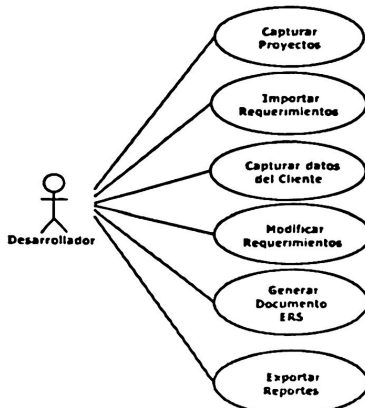 Capturar
Proyectos
Importar
Requerimientos
Capturar datos
del Cliente
Desarrollador
Modificar
Requerimientos
Generar
Documento
ERS
Exportar
Reportes